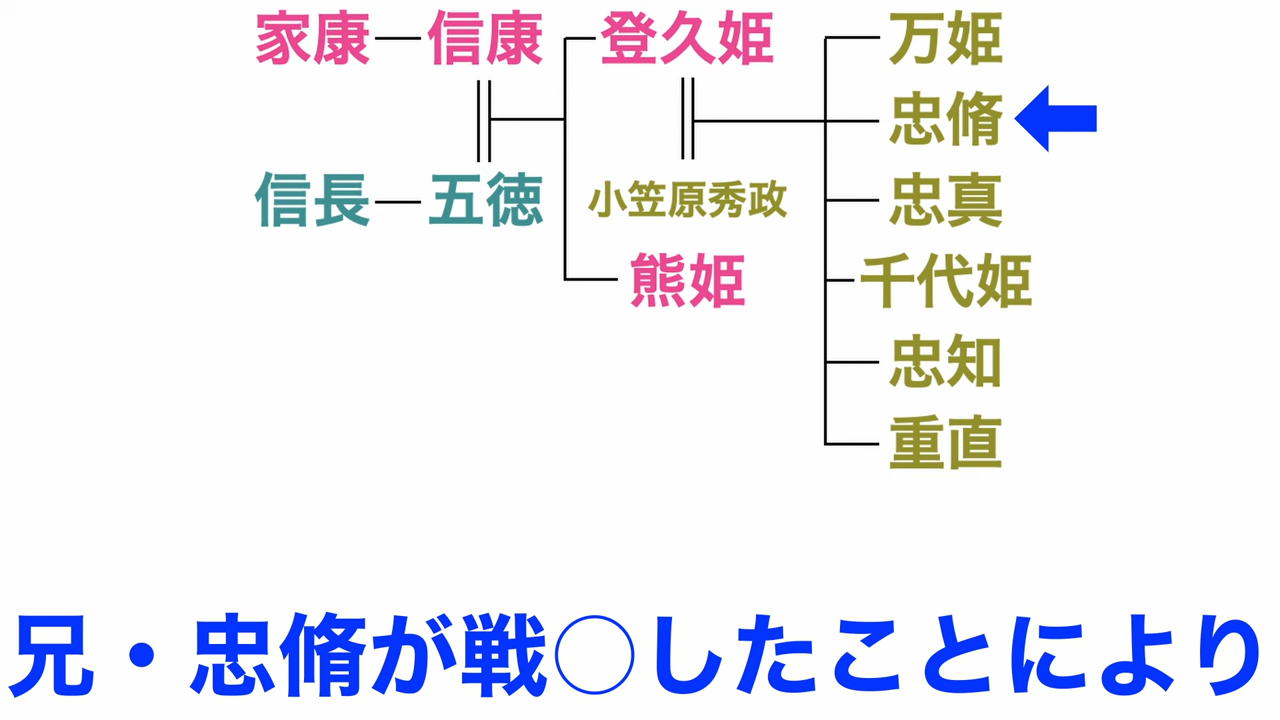 家康 信康 登久姫 万姫
忠脩
信長 五徳 小笠原秀政 忠真
熊姫 千代姫
忠知
重直
兄・忠脩が戦◯したことにより